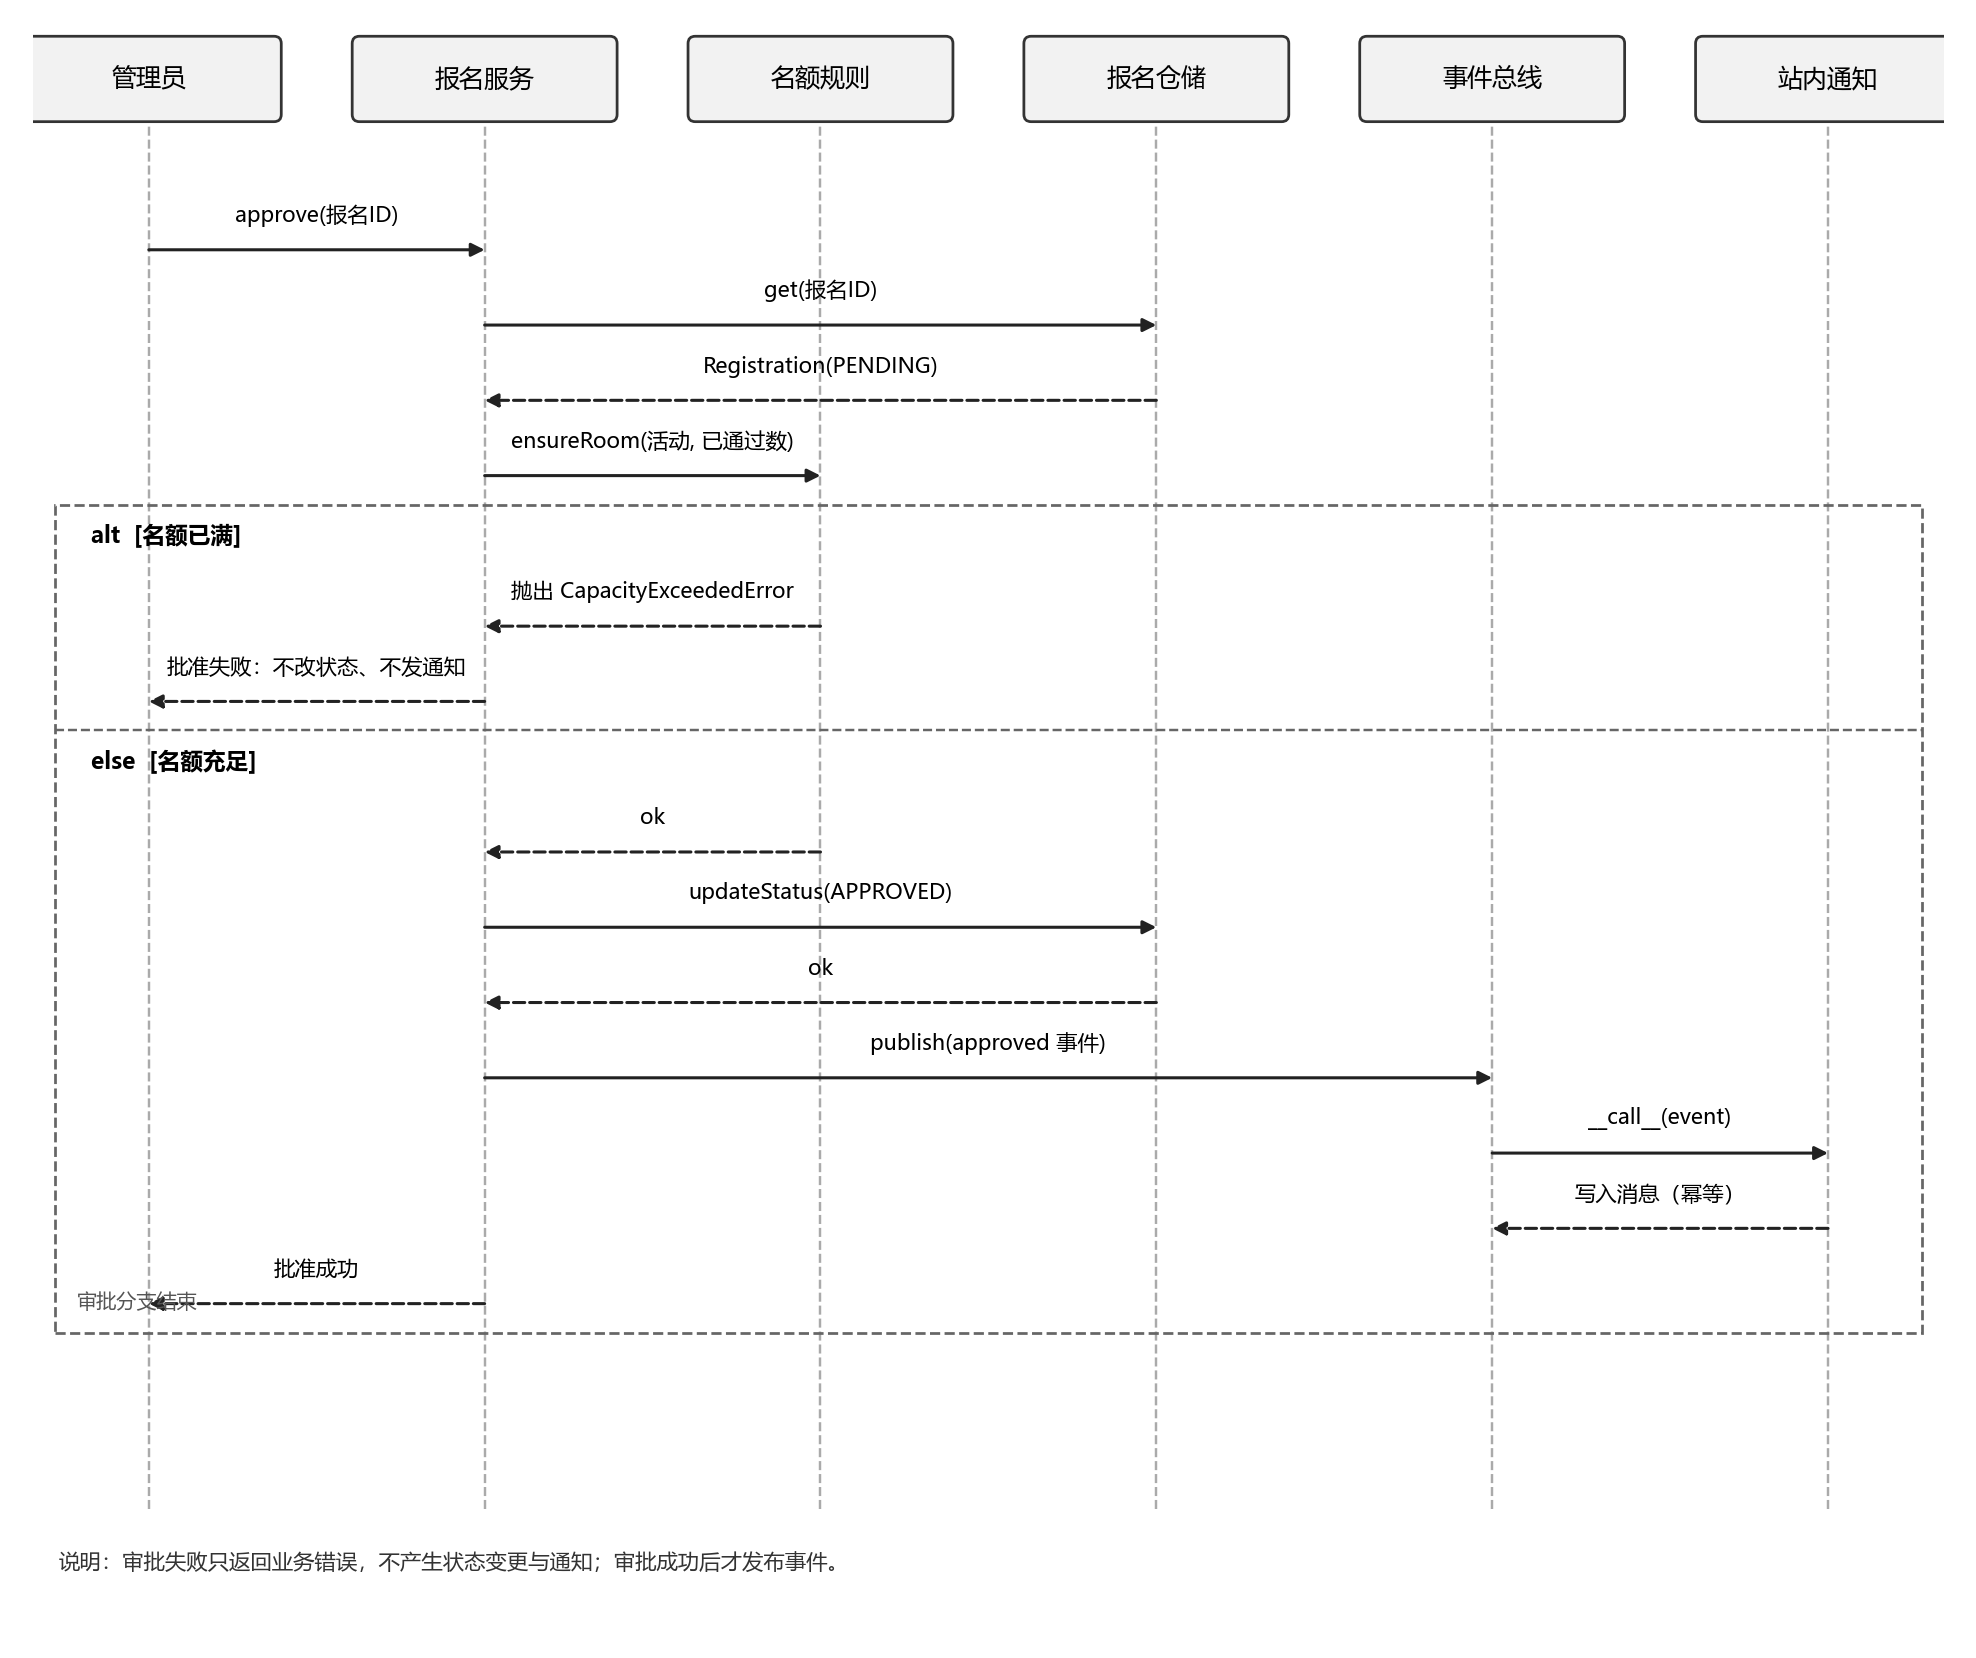 管理员
报名服务
名额规则
报名仓储
事件总线
站内通知
approve(报名ID)
get(报名ID)
Registration(PENDING)
ensureRoom(活动, 已通过数)
alt  [名额已满]
抛出 CapacityExceededError
批准失败：不改状态、不发通知
else  [名额充足]
ok
updateStatus(APPROVED)
ok
publish(approved 事件)
__call__(event)
写入消息（幂等）
批准成功
审批分支结束
说明：审批失败只返回业务错误，不产生状态变更与通知；审批成功后才发布事件。